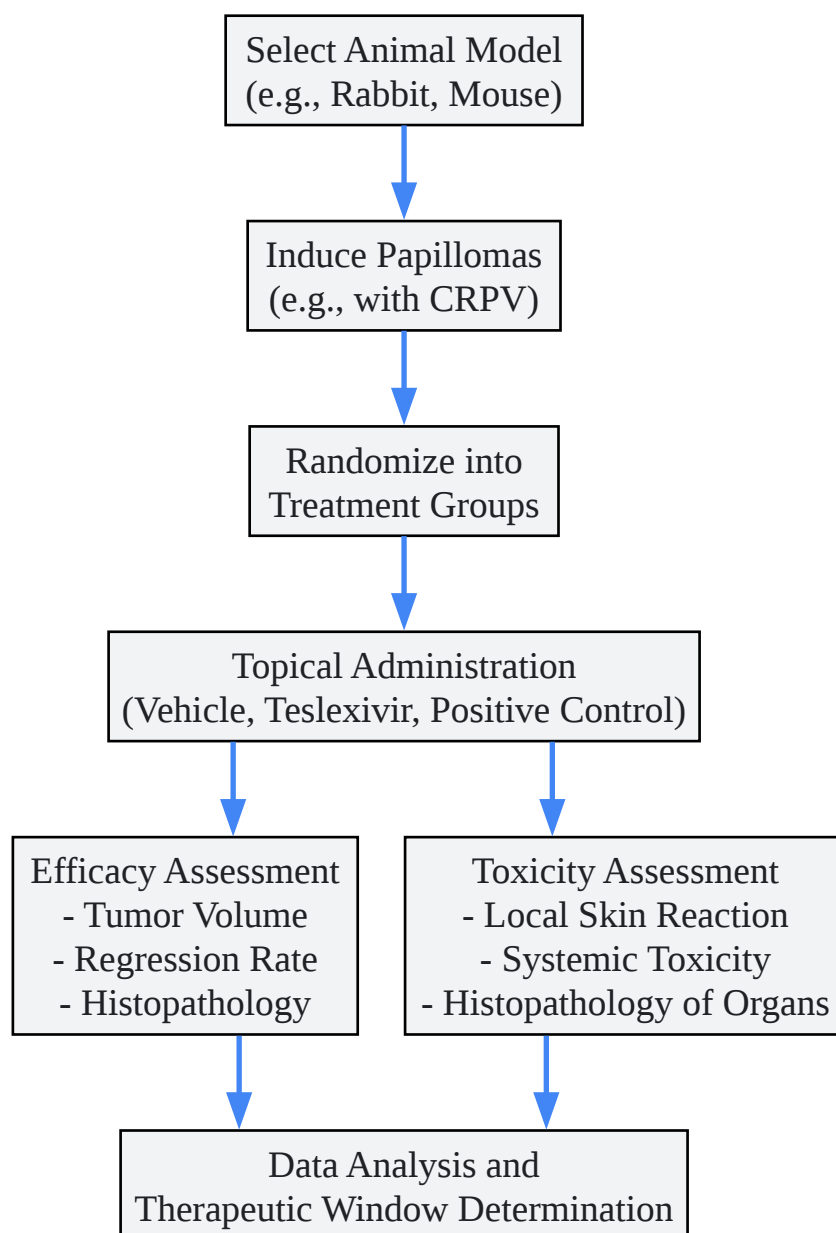 Select Animal Model
(e.g., Rabbit, Mouse)
Induce Papillomas
(e.g., with CRPV)
Randomize into
Treatment Groups
Topical Administration
(Vehicle, Teslexivir, Positive Control)
Efficacy Assessment
- Tumor Volume
- Regression Rate
- Histopathology
Toxicity Assessment
- Local Skin Reaction
- Systemic Toxicity
- Histopathology of Organs
Data Analysis and
Therapeutic Window Determination